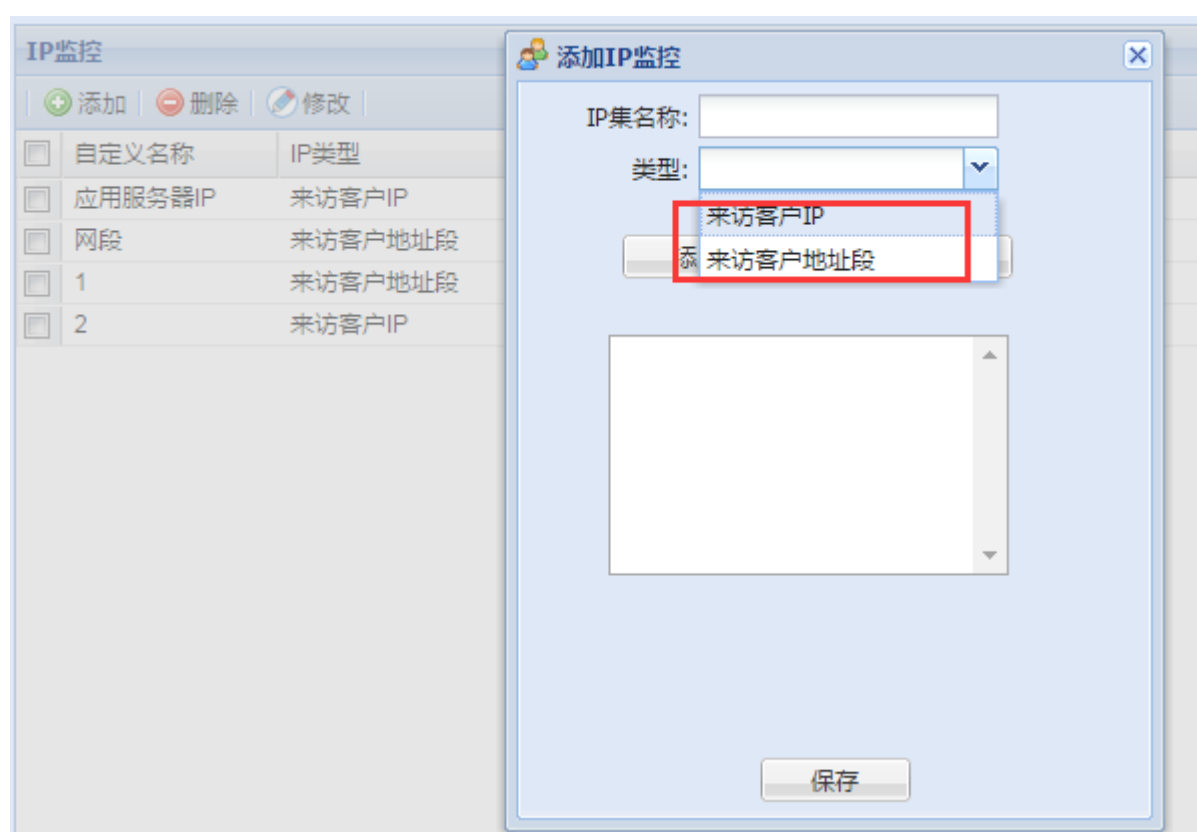 IP监控
添加 删除 修改
自定义名称 IP类型
应用服务器IP 来访客户IP
网段 来访客户地址段
1 来访客户地址段
2 来访客户IP
添加IP监控
IP集名称:
类型:
来访客户IP
添
来访客户地址段
保存